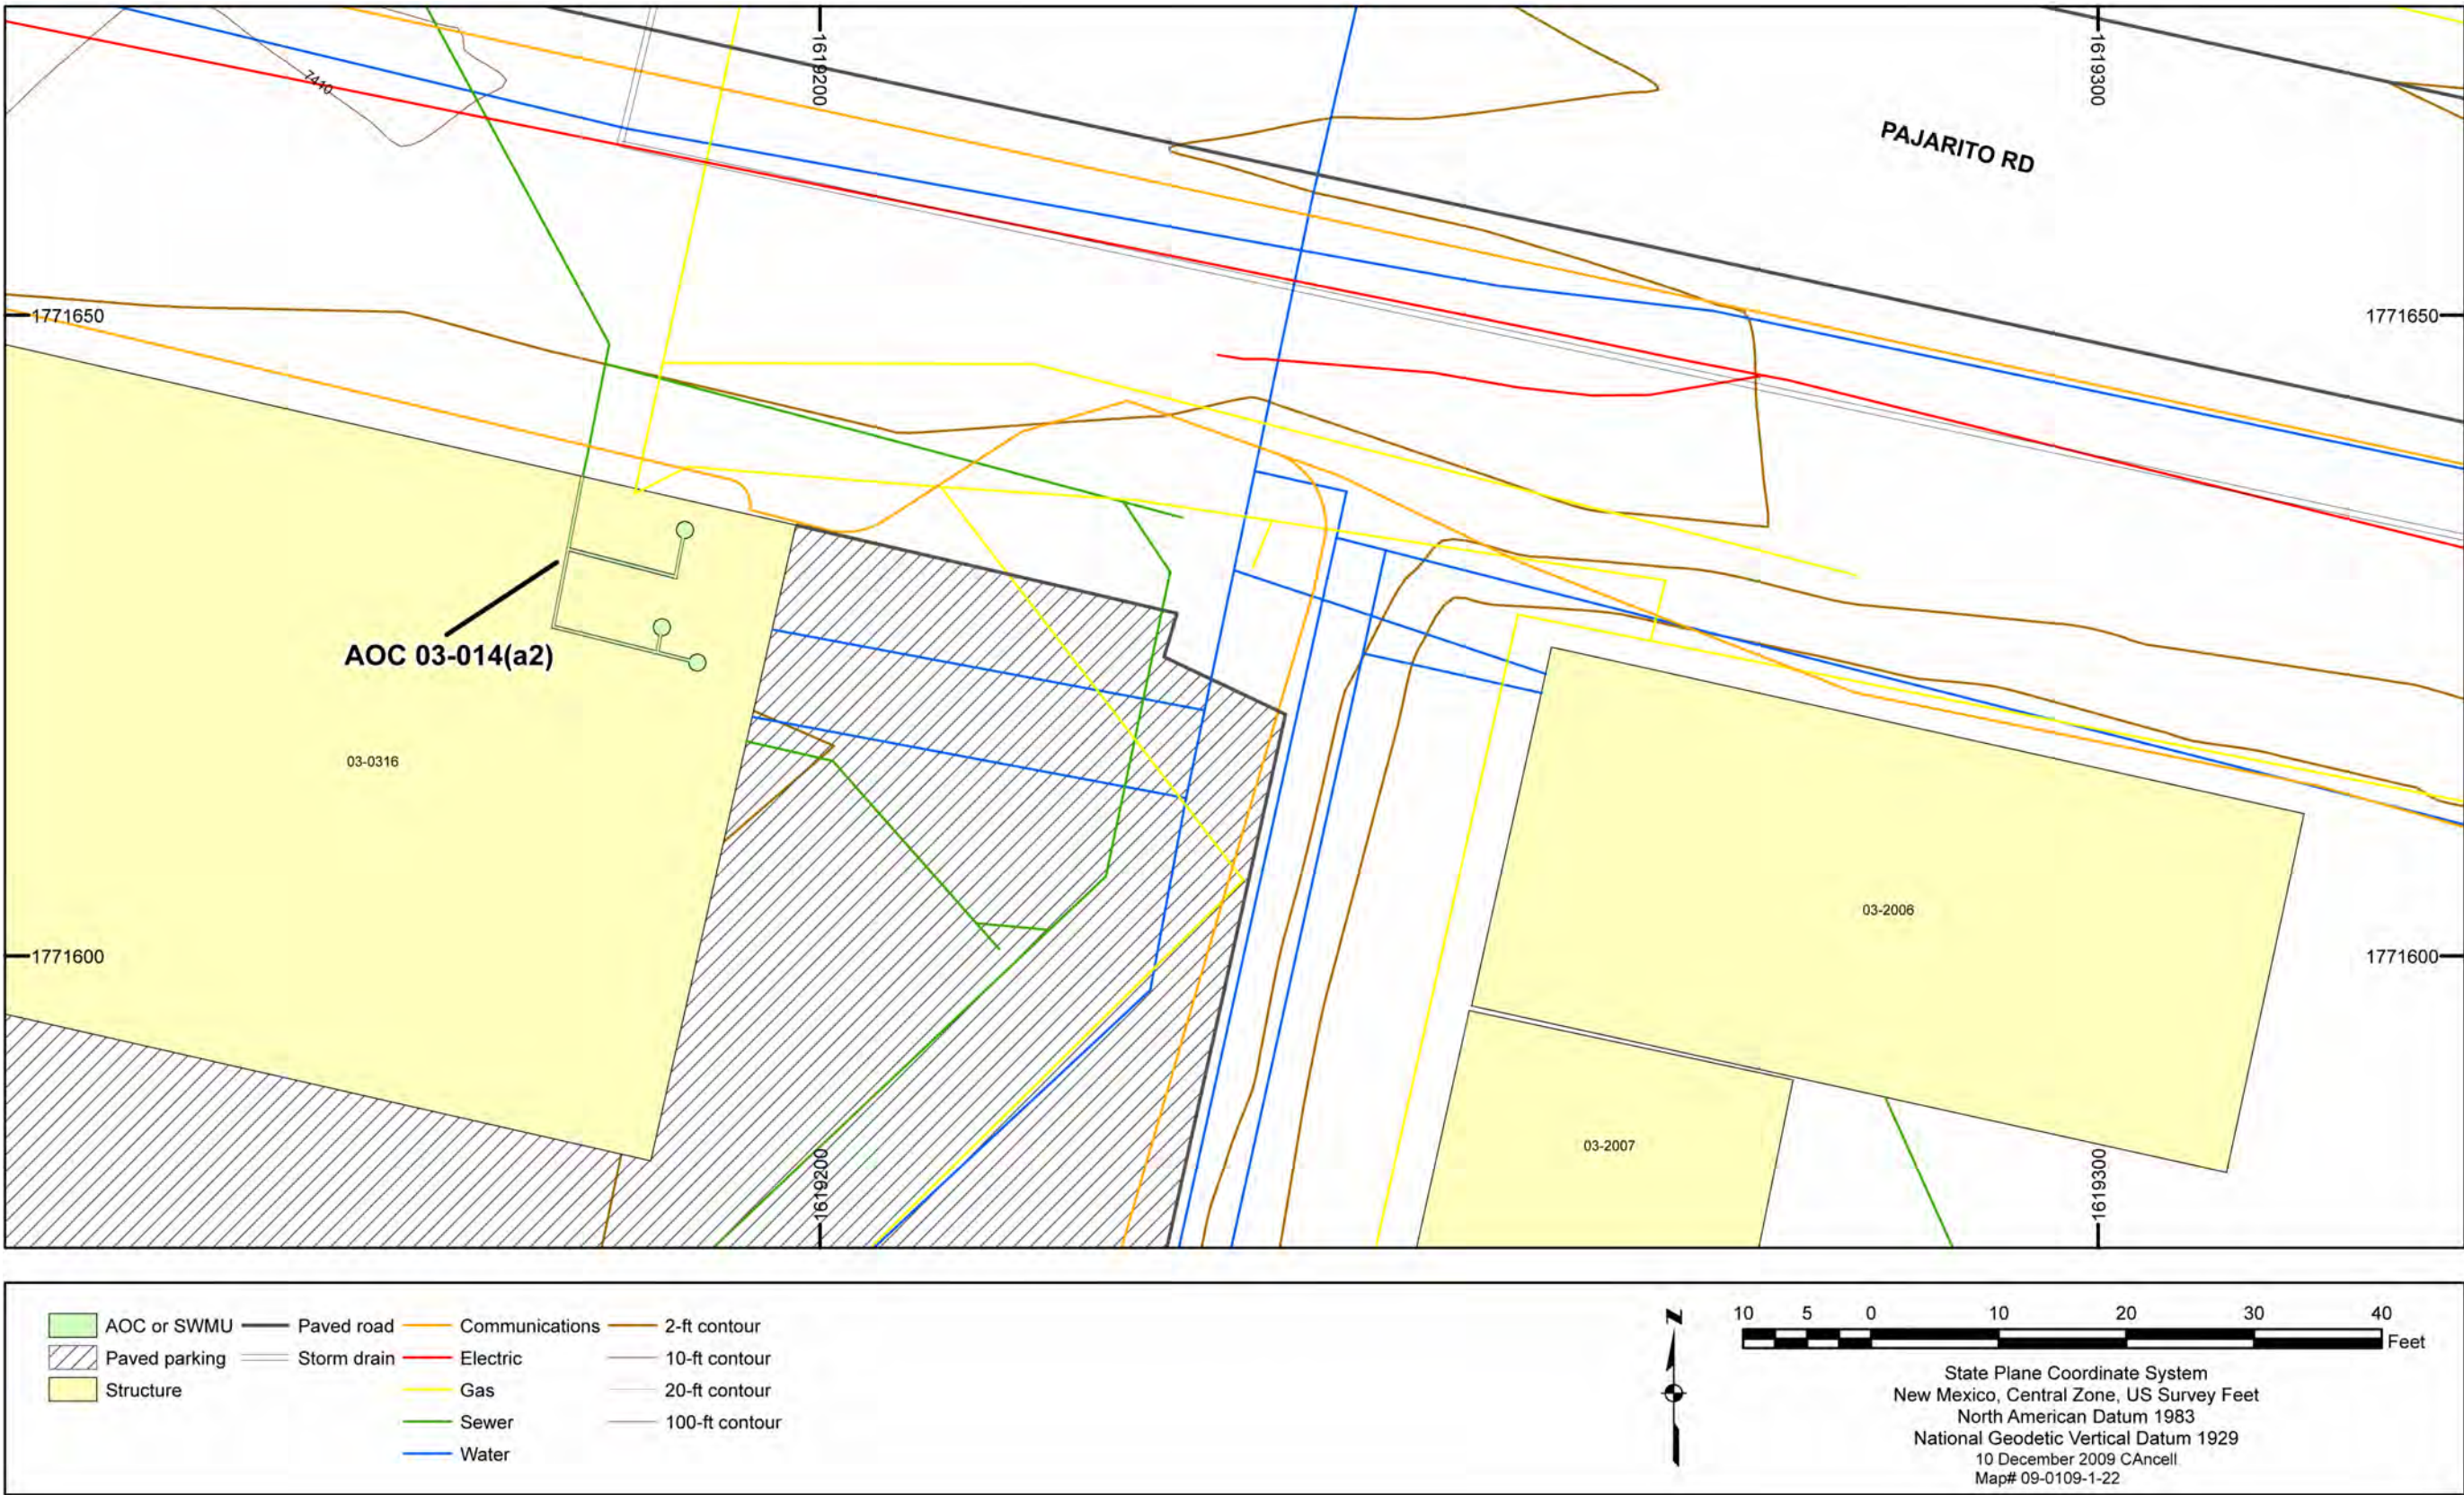 1619200
1619300
7410
PAJARITO RD
1771650
1771650
AOC 03-014(a2)
03-0316
03-2006
1771600
1771600
03-2007
1619200
1619300
AOC or SWMU
Paved parking
Structure
Paved road
Storm drain
Communications
Electric
Gas
Sewer
Water
2-ft contour
10-ft contour
20-ft contour
100-ft contour
N
10 5 0 10 20 30 40
Feet
State Plane Coordinate System
New Mexico, Central Zone, US Survey Feet
North American Datum 1983
National Geodetic Vertical Datum 1929
10 December 2009 CAncell
Map# 09-0109-1-22